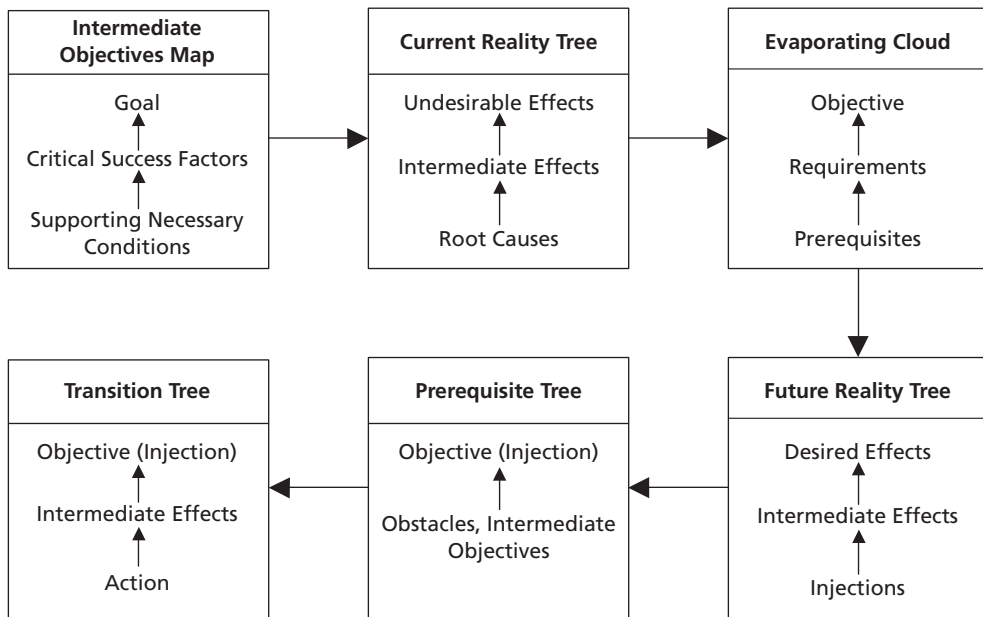 Intermediate
Objectives Map
Goal
Critical Success Factors
Supporting Necessary
Conditions
Current Reality Tree
Undesirable Effects
Intermediate Effects
Root Causes
Evaporating Cloud
Objective
Requirements
Prerequisites
Transition Tree
Objective (Injection)
Intermediate Effects
Action
Prerequisite Tree
Objective (Injection)
Obstacles, Intermediate
Objectives
Future Reality Tree
Desired Effects
Intermediate Effects
Injections